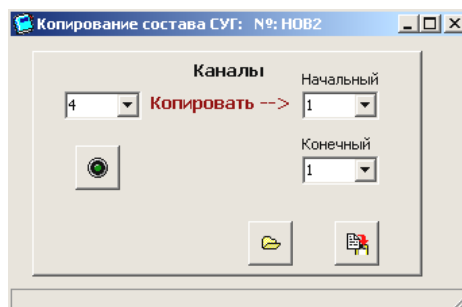 Копирование состава СУГ: №: НОВ2
Каналы
Начальный
4 Копировать --> 1
Конечный
1